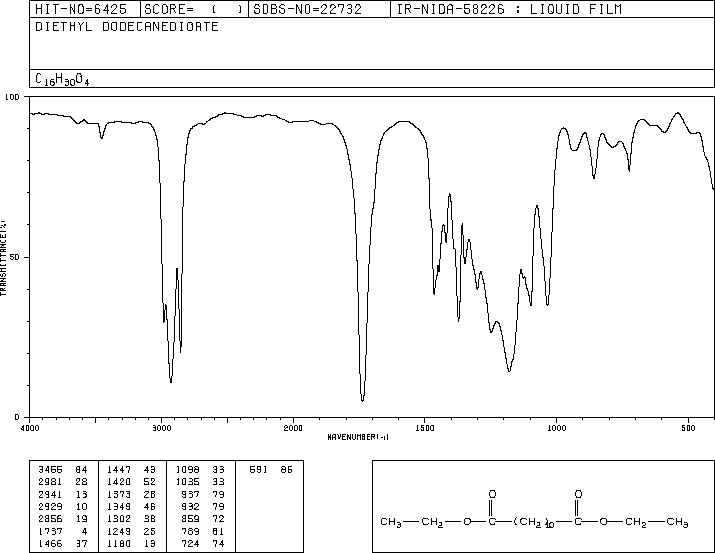 HIT-NO=6425 SCORE= ( ) SDBS-NO=22732 IR-NIDA-58226 : LIQUID FILM
DIETHYL DODECANEDIOATE
C16H30O4
100
50
0
TRANSMITTANCE(%)
4000 3000 2000 1500 1000 500
WAVENUMBER(-1)
3466 84 1447 43 1098 33 691 86
2981 28 1420 52 1035 33
2941 13 1373 28 937 79
2929 10 1349 46 932 79
2856 19 1302 38 859 72
1737 4 1249 25 789 81
1466 37 1180 13 724 74
O O
CH3—CH2—O—C—(CH2)10—C—O—CH2—CH3